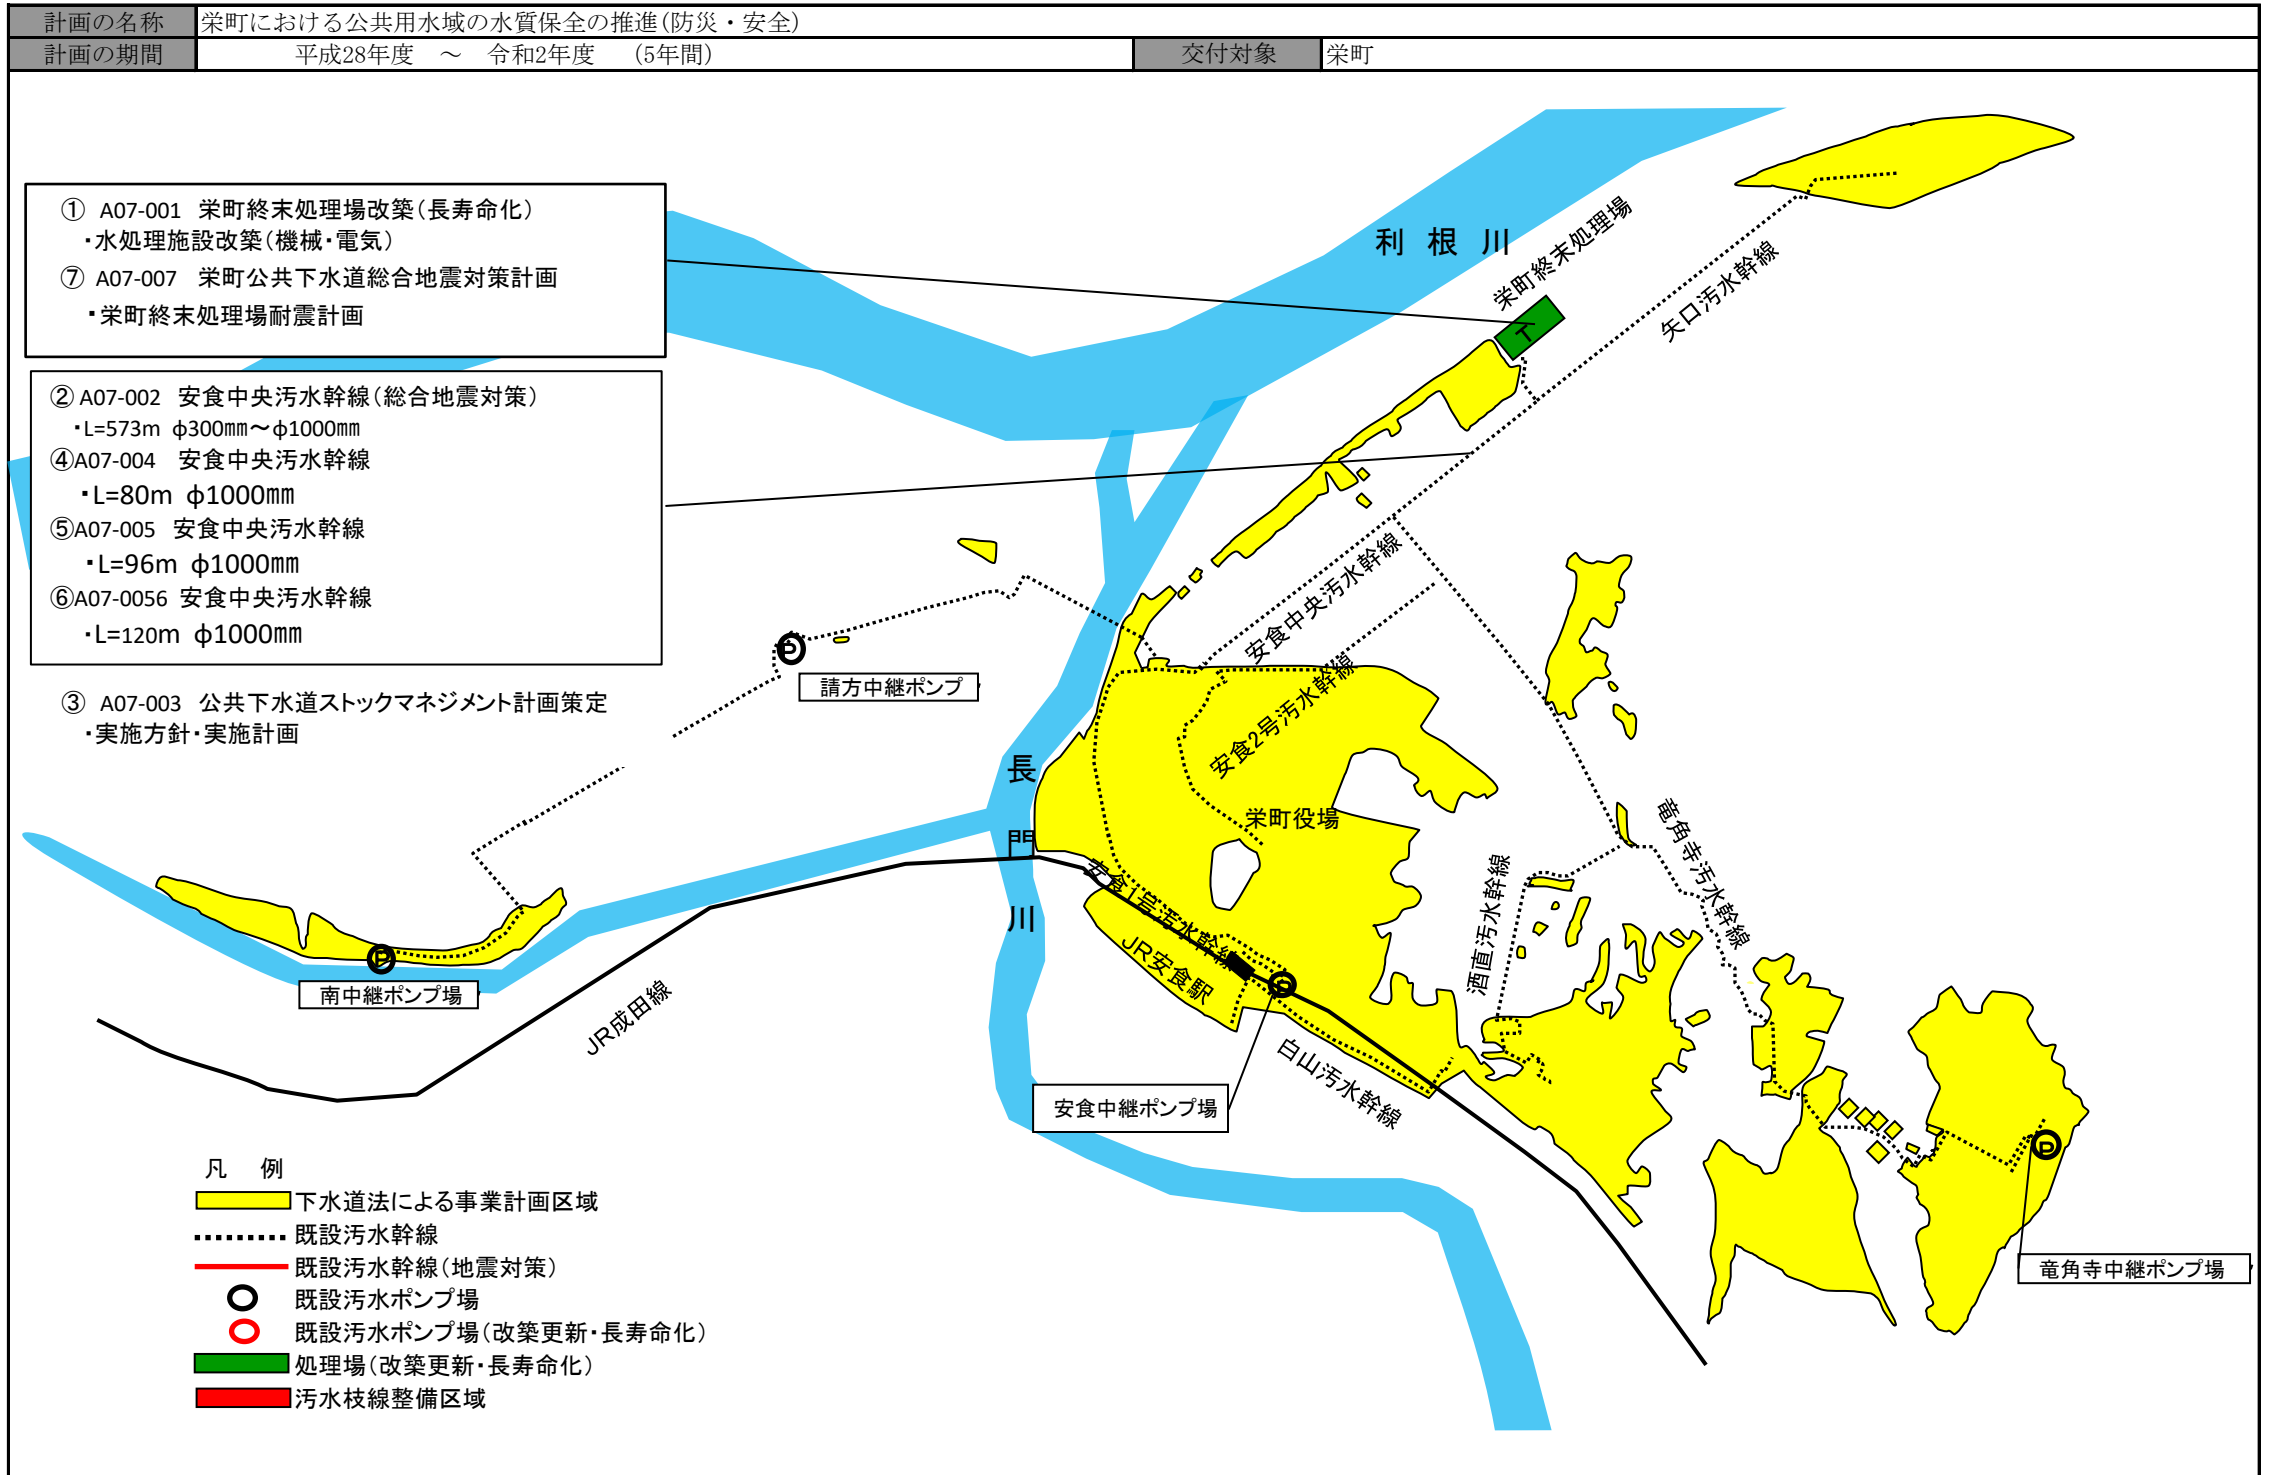 計画の名称 栄町における公共用水域の水質保全の推進(防災・安全)
計画の期間 平成28年度 ～ 令和2年度 (5年間) 交付対象 栄町
① A07-001 栄町終末処理場改築(長寿命化)
・水処理施設改築(機械・電気)
⑦ A07-007 栄町公共下水道総合地震対策計画
・栄町終末処理場耐震計画
② A07-002 安食中央汚水幹線(総合地震対策)
・L=573m φ300㎜～φ1000㎜
④A07-004 安食中央汚水幹線
・L=80m φ1000㎜
⑤A07-005 安食中央汚水幹線
・L=96m φ1000㎜
⑥A07-0056 安食中央汚水幹線
・L=120m φ1000㎜
③ A07-003 公共下水道ストックマネジメント計画策定
・実施方針・実施計画
利根川
栄町終末処理場
T
矢口汚水幹線
安食中央汚水幹線
安食2号汚水幹線
P
請方中継ポンプ
長門川
栄町役場
竜角寺汚水幹線
酒直汚水幹線
安食1号汚水幹線
JR安食駅
P
P
南中継ポンプ場
JR成田線
白山汚水幹線
安食中継ポンプ場
P
竜角寺中継ポンプ場
凡 例
下水道法による事業計画区域
既設汚水幹線
既設汚水幹線(地震対策)
既設汚水ポンプ場
既設汚水ポンプ場(改築更新・長寿命化)
処理場(改築更新・長寿命化)
汚水枝線整備区域